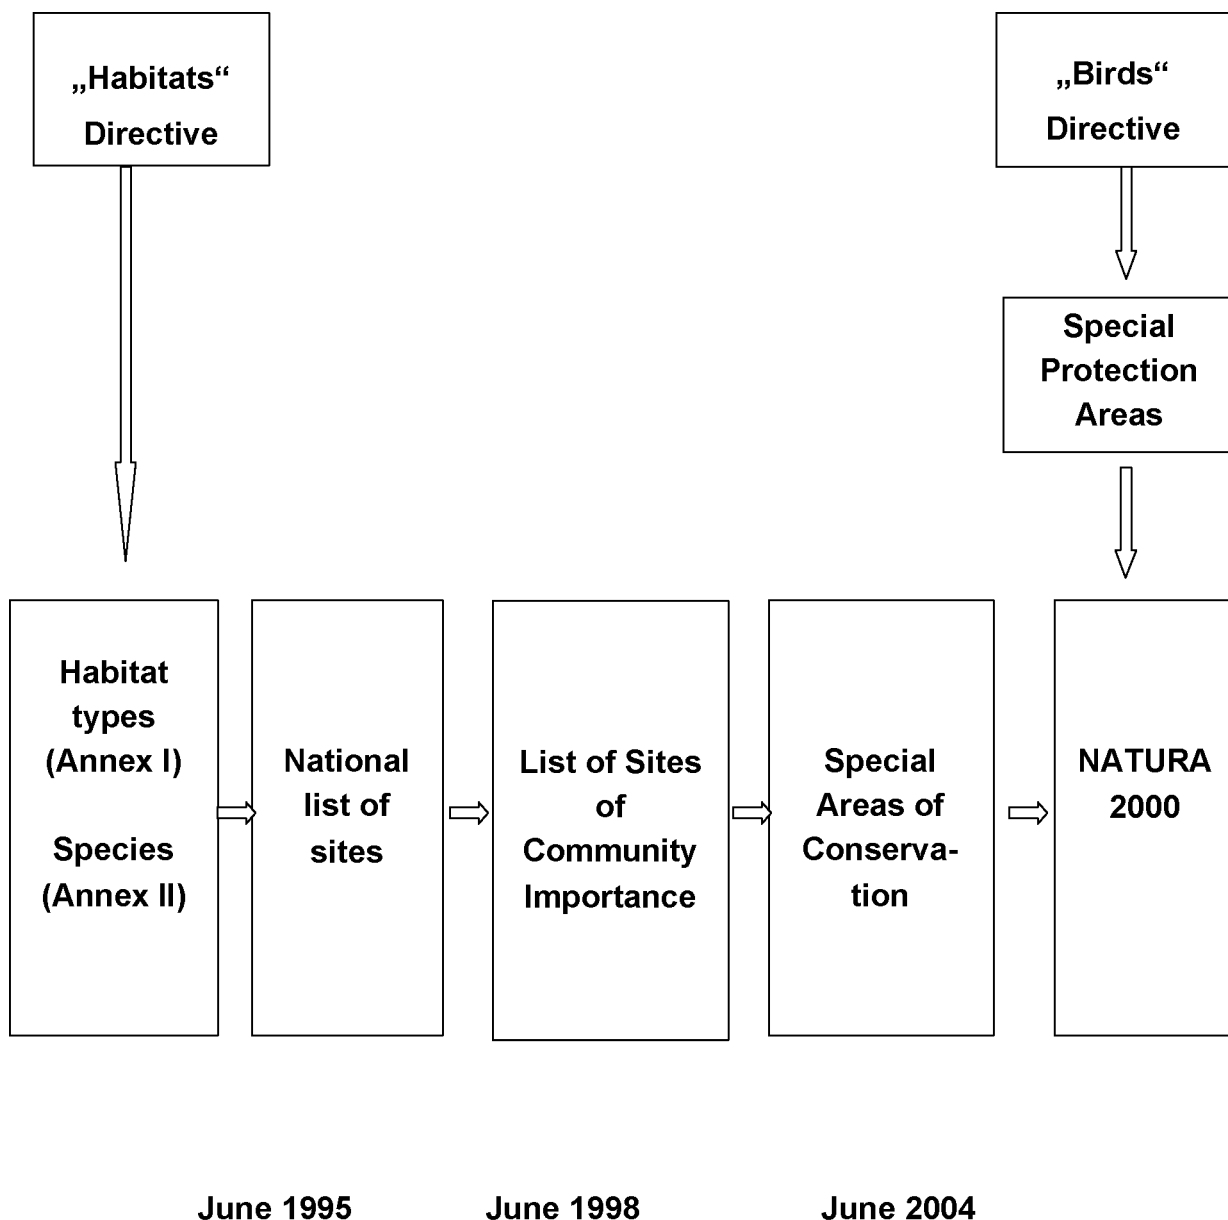 „Habitats“
Directive
„Birds“
Directive
Special
Protection
Areas
Habitat
types
(Annex I)
Species
(Annex II)
National
list of
sites
List of Sites
of
Community
Importance
Special
Areas of
Conserva-
tion
NATURA
2000
June 1995
June 1998
June 2004